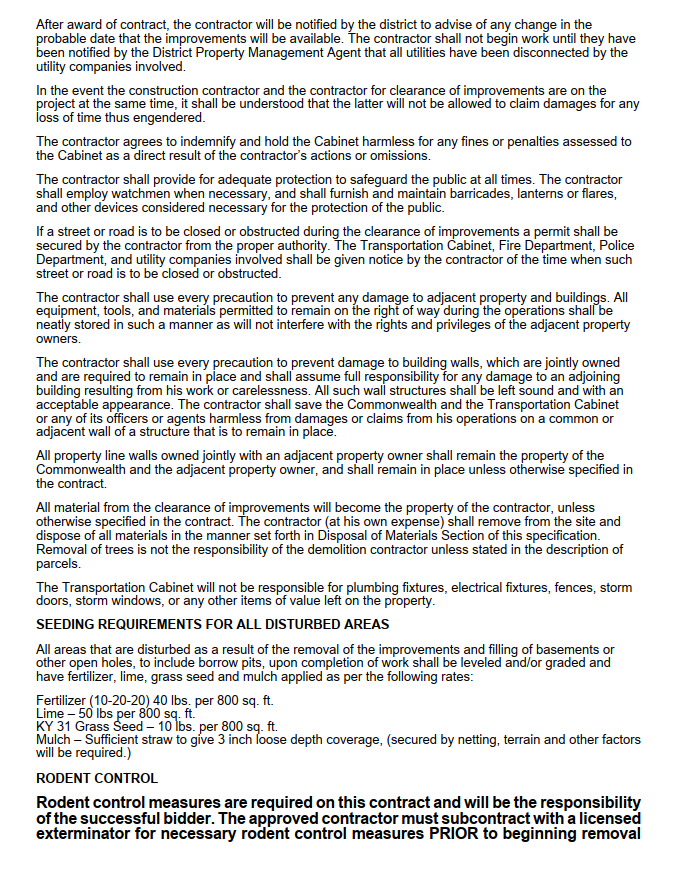 After award of contract, the contractor will be notified by the district to advise of any change in the
probable date that the improvements will be available. The contractor shall not begin work until they have
been notified by the District Property Management Agent that all utilities have been disconnected by the
utility companies involved.
In the event the construction contractor and the contractor for clearance of improvements are on the
project at the same time, it shall be understood that the latter will not be allowed to claim damages for any
loss of time thus engendered.
The contractor agrees to indemnify and hold the Cabinet harmless for any fines or penalties assessed to
the Cabinet as a direct result of the contractor's actions or omissions.
The contractor shall provide for adequate protection to safeguard the public at all times. The contractor
shall employ watchmen when necessary, and shall furnish and maintain barricades, lanterns or flares,
and other devices considered necessary for the protection of the public.
If a street or road is to be closed or obstructed during the clearance of improvements a permit shall be
secured by the contractor from the proper authority. The Transportation Cabinet, Fire Department, Police
Department, and utility companies involved shall be given notice by the contractor of the time when such
street or road is to be closed or obstructed.
The contractor shall use every precaution to prevent any damage to adjacent property and buildings. All
equipment, tools, and materials permitted to remain on the right of way during the operations shall be
neatly stored in such a manner as will not interfere with the rights and privileges of the adjacent property
owners.
The contractor shall use every precaution to prevent damage to building walls, which are jointly owned
and are required to remain in place and shall assume full responsibility for any damage to an adjoining
building resulting from his work or carelessness. All such wall structures shall be left sound and with an
acceptable appearance. The contractor shall save the Commonwealth and the Transportation Cabinet
or any of its officers or agents harmless from damages or claims from his operations on a common or
adjacent wall of a structure that is to remain in place.
All property line walls owned jointly with an adjacent property owner shall remain the property of the
Commonwealth and the adjacent property owner, and shall remain in place unless otherwise specified in
the contract.
All material from the clearance of improvements will become the property of the contractor, unless
otherwise specified in the contract. The contractor (at his own expense) shall remove from the site and
dispose of all materials in the manner set forth in Disposal of Materials Section of this specification.
Removal of trees is not the responsibility of the demolition contractor unless stated in the description of
parcels.
The Transportation Cabinet will not be responsible for plumbing fixtures, electrical fixtures, fences, storm
doors, storm windows, or any other items of value left on the property.
SEEDING REQUIREMENTS FOR ALL DISTURBED AREAS
All areas that are disturbed as a result of the removal of the improvements and filling of basements or
other open holes, to include borrow pits, upon completion of work shall be leveled and/or graded and
have fertilizer, lime, grass seed and mulch applied as per the following rates:
Fertilizer (10-20-20) 40 lbs. per 800 sq. ft.
Lime – 50 lbs per 800 sq. ft.
KY 31 Grass Seed – 10 lbs. per 800 sq. ft.
Mulch – Sufficient straw to give 3 inch loose depth coverage, (secured by netting, terrain and other factors
will be required.)
RODENT CONTROL
Rodent control measures are required on this contract and will be the responsibility
of the successful bidder. The approved contractor must subcontract with a licensed
exterminator for necessary rodent control measures PRIOR to beginning removal